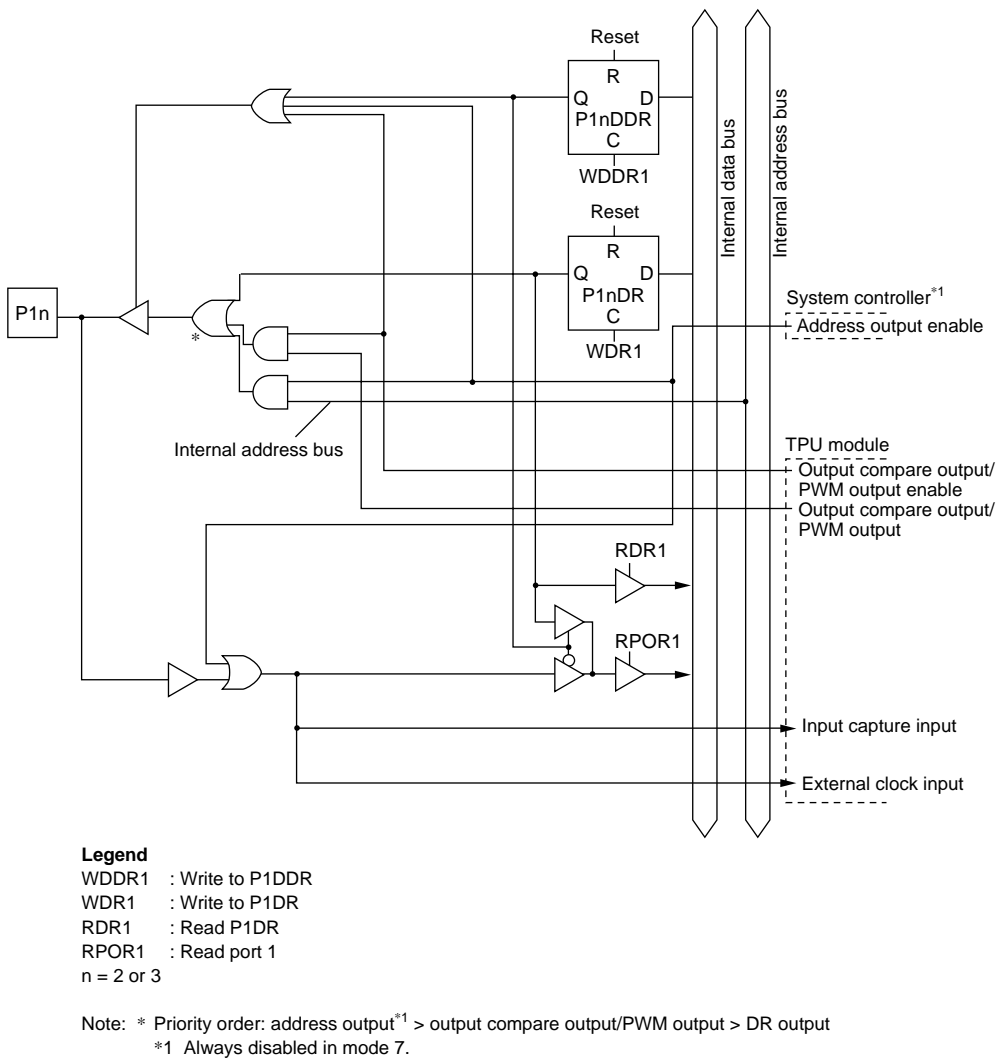 Reset
R
Q D
P1nDDR
C
WDDR1
Reset
R
Q D
P1nDR
C
WDR1
Internal data bus
Internal address bus
P1n
*
System controller*1
Address output enable
Internal address bus
TPU module
Output compare output/
PWM output enable
Output compare output/
PWM output
RDR1
RPOR1
Input capture input
External clock input
Legend
WDDR1 : Write to P1DDR
WDR1 : Write to P1DR
RDR1 : Read P1DR
RPOR1 : Read port 1
n = 2 or 3
Note: * Priority order: address output*1 > output compare output/PWM output > DR output
*1 Always disabled in mode 7.